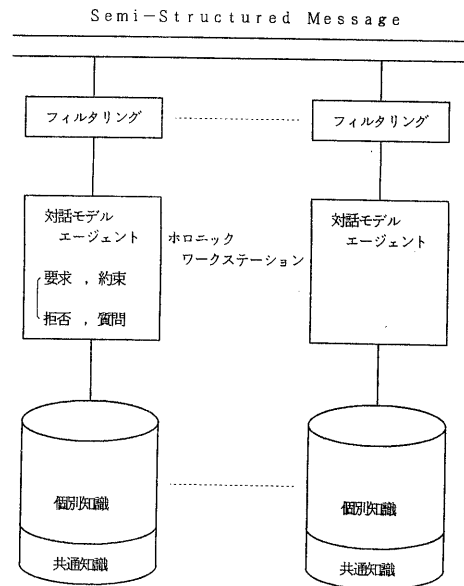 Semi-Structured Message
フィルタリング
フィルタリング
対話モデル
エージェント
要求 , 約束
拒否 , 質問
ホロニック
ワークステーション
対話モデル
エージェント
個別知識
共通知識
個別知識
共通知識